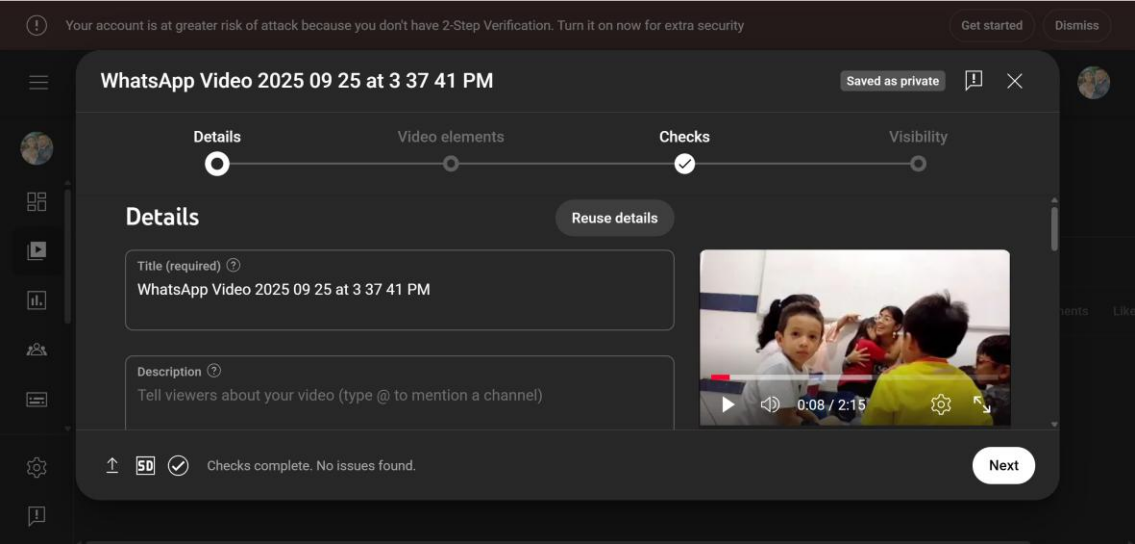 Your account is at greater risk of attack because you don't have 2-Step Verification. Turn it on now for extra security
Get started
Dismiss
WhatsApp Video 2025 09 25 at 3 37 41 PM
Saved as private
Details
Video elements
Checks
Visibility
Details
Reuse details
Title (required)
WhatsApp Video 2025 09 25 at 3 37 41 PM
Description
Tell viewers about your video (type @ to mention a channel)
0:08 / 2:15
SD
Checks complete. No issues found.
Next